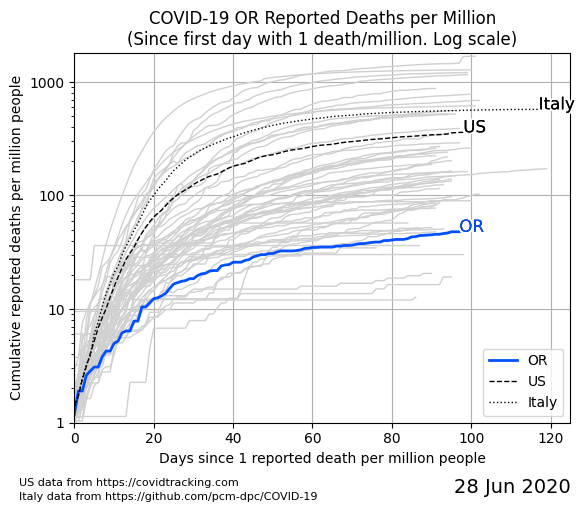 COVID-19 OR Reported Deaths per Million
(Since first day with 1 death/million. Log scale)
Cumulative reported deaths per million people
1000
100
10
1
Italy
US
OR
OR
US
Italy
0
20
40
60
80
100
120
Days since 1 reported death per million people
US data from https://covidtracking.com
Italy data from https://github.com/pcm-dpc/COVID-19
28 Jun 2020